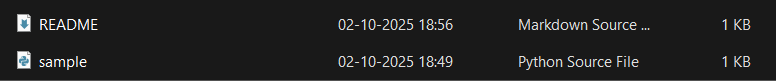 README 02-10-2025 18:56 Markdown Source ... 1 KB
sample 02-10-2025 18:49 Python Source File 1 KB